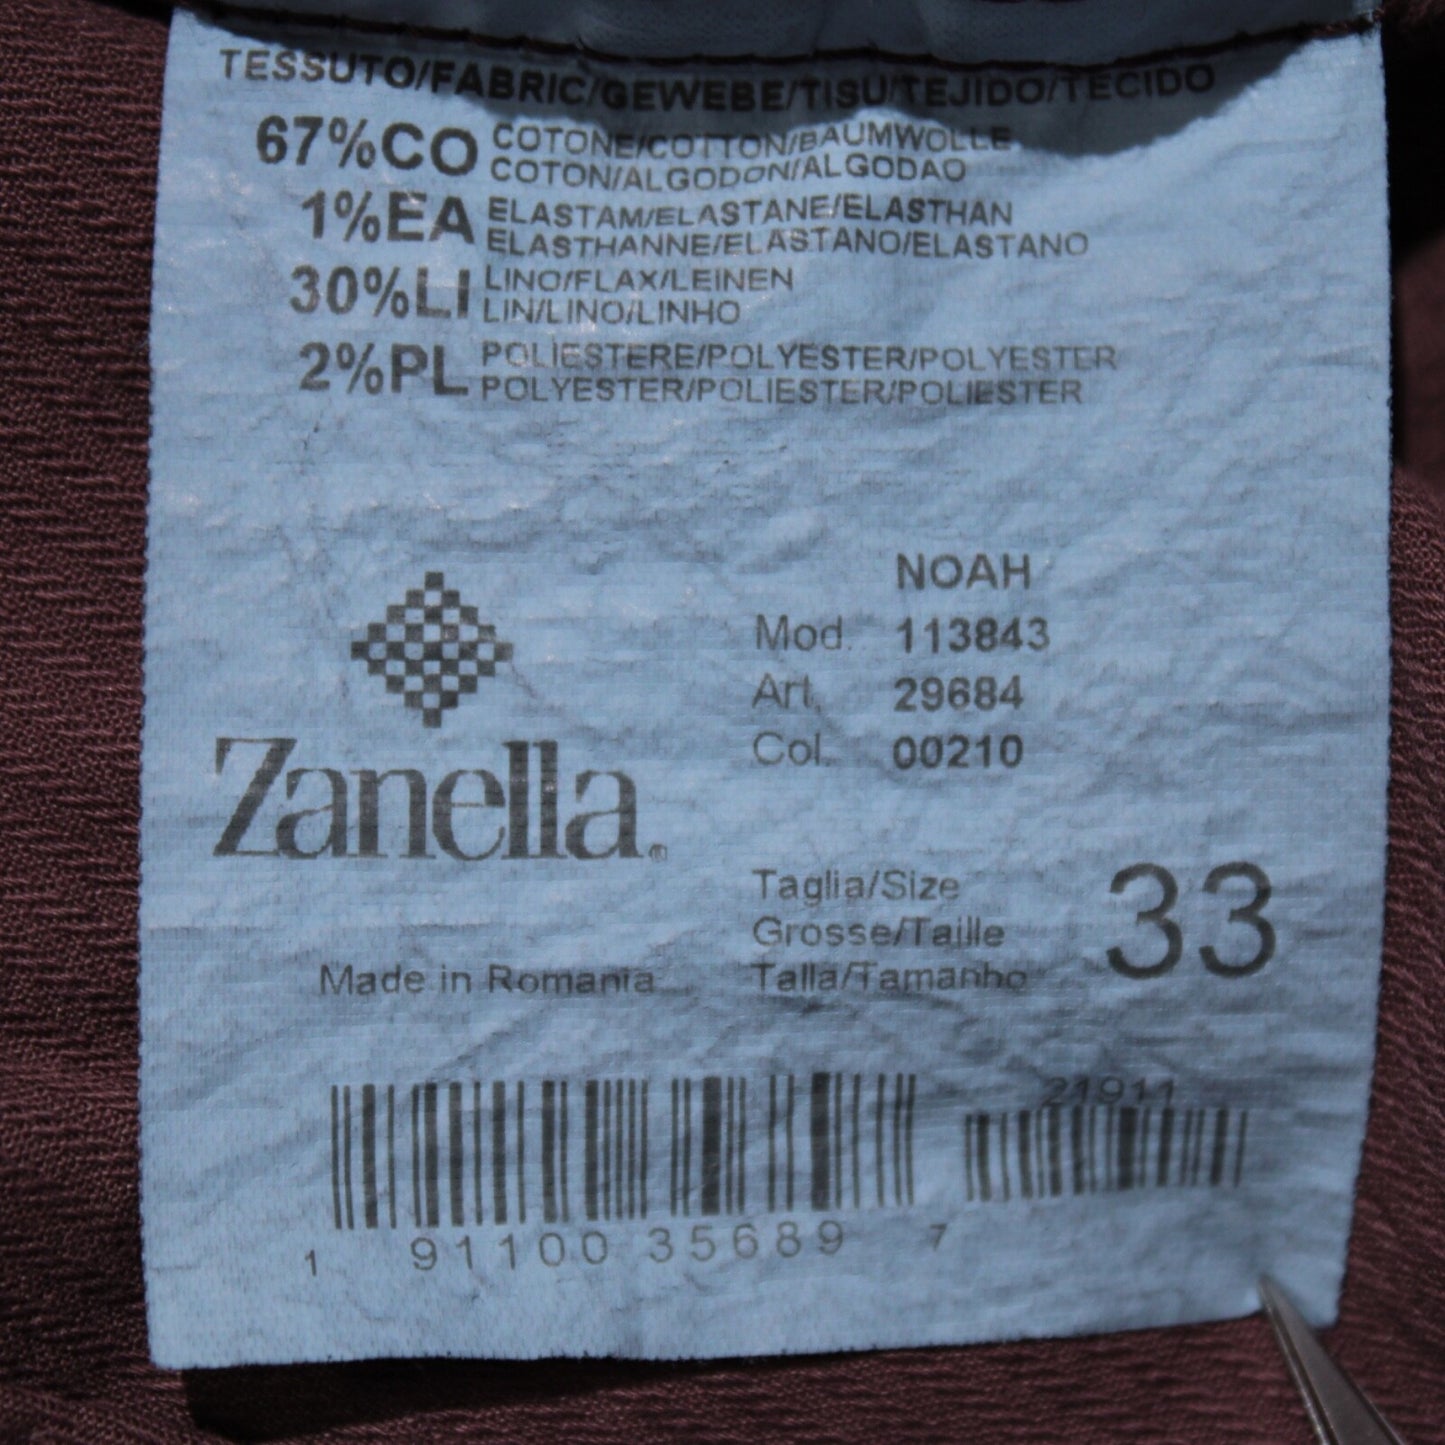 TESSUTO/FABRIC/GEWEBE/TISU/TEJIDO/TECIDO
67%CO COTONE/COTTON/BAUMWOLLE
COTON/ALGODON/ALGODAO
1%EA ELASTAM/ELASTANE/ELASTHAN
ELASTHANNE/ELASTANO/ELASTANO
30%LI LINO/FLAX/LEINEN
LIN/LINO/LINHO
2%PL POLIESTERE/POLYESTER/POLYESTER
POLYESTER/POLIESTER/POLIESTER
NOAH
Mod. 113843
Art. 29684
Col. 00210
Zanella®
Taglia/Size
Grosse/Taille
Talla/Tamanho
33
Made in Romania
21911
1 91100 35689 7